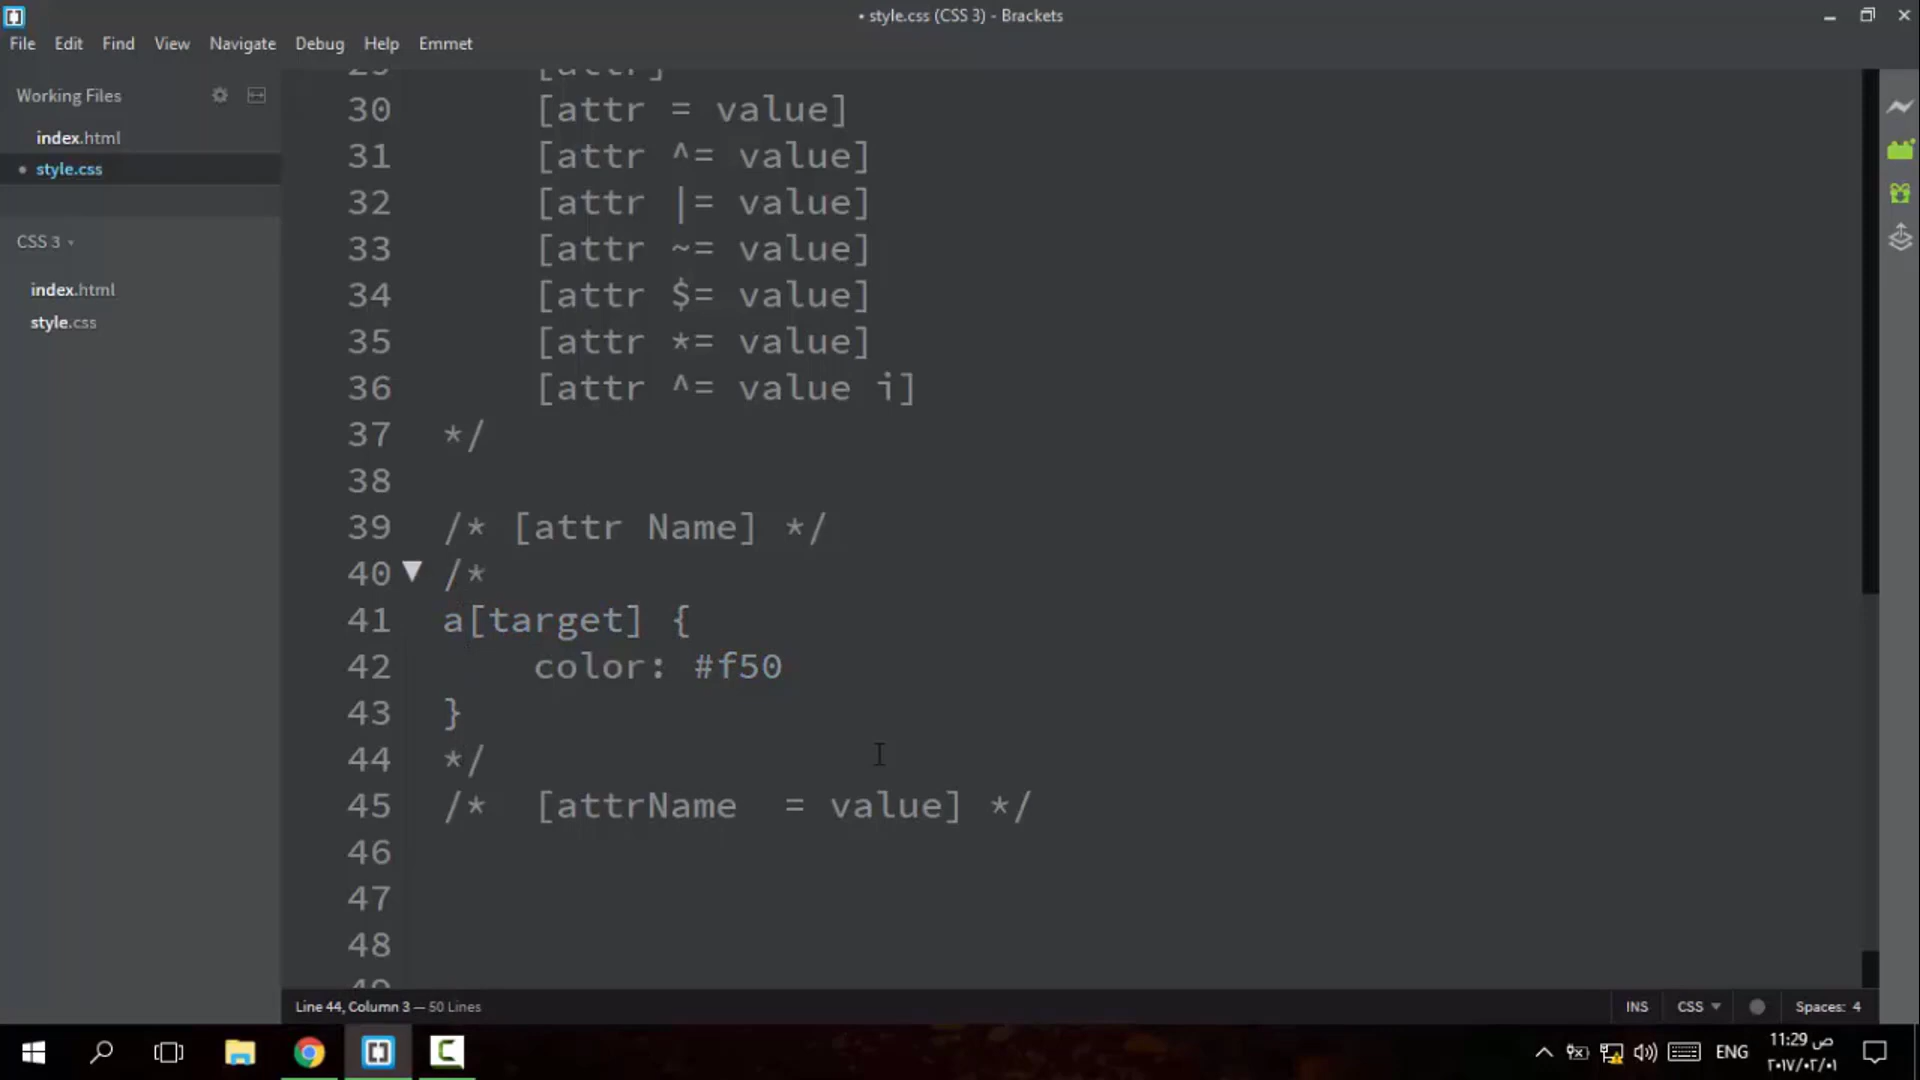 • style.css (CSS 3) - Brackets
File Edit Find View Navigate Debug Help Emmet
Working Files
index.html
• style.css
CSS 3
index.html
style.css
29 [attr]
30 [attr = value]
31 [attr ^= value]
32 [attr |= value]
33 [attr ~= value]
34 [attr $= value]
35 [attr *= value]
36 [attr ^= value i]
37 */
38
39 /* [attr Name] */
40 /*
41 a[target] {
42 color: #f50
43 }
44 */
45 /*  [attrName  = value] */
46
47
48
49
Line 44, Column 3 — 50 Lines
INS CSS Spaces: 4
ENG
11:29 ص
٢٠١٧/٠٢/٠١